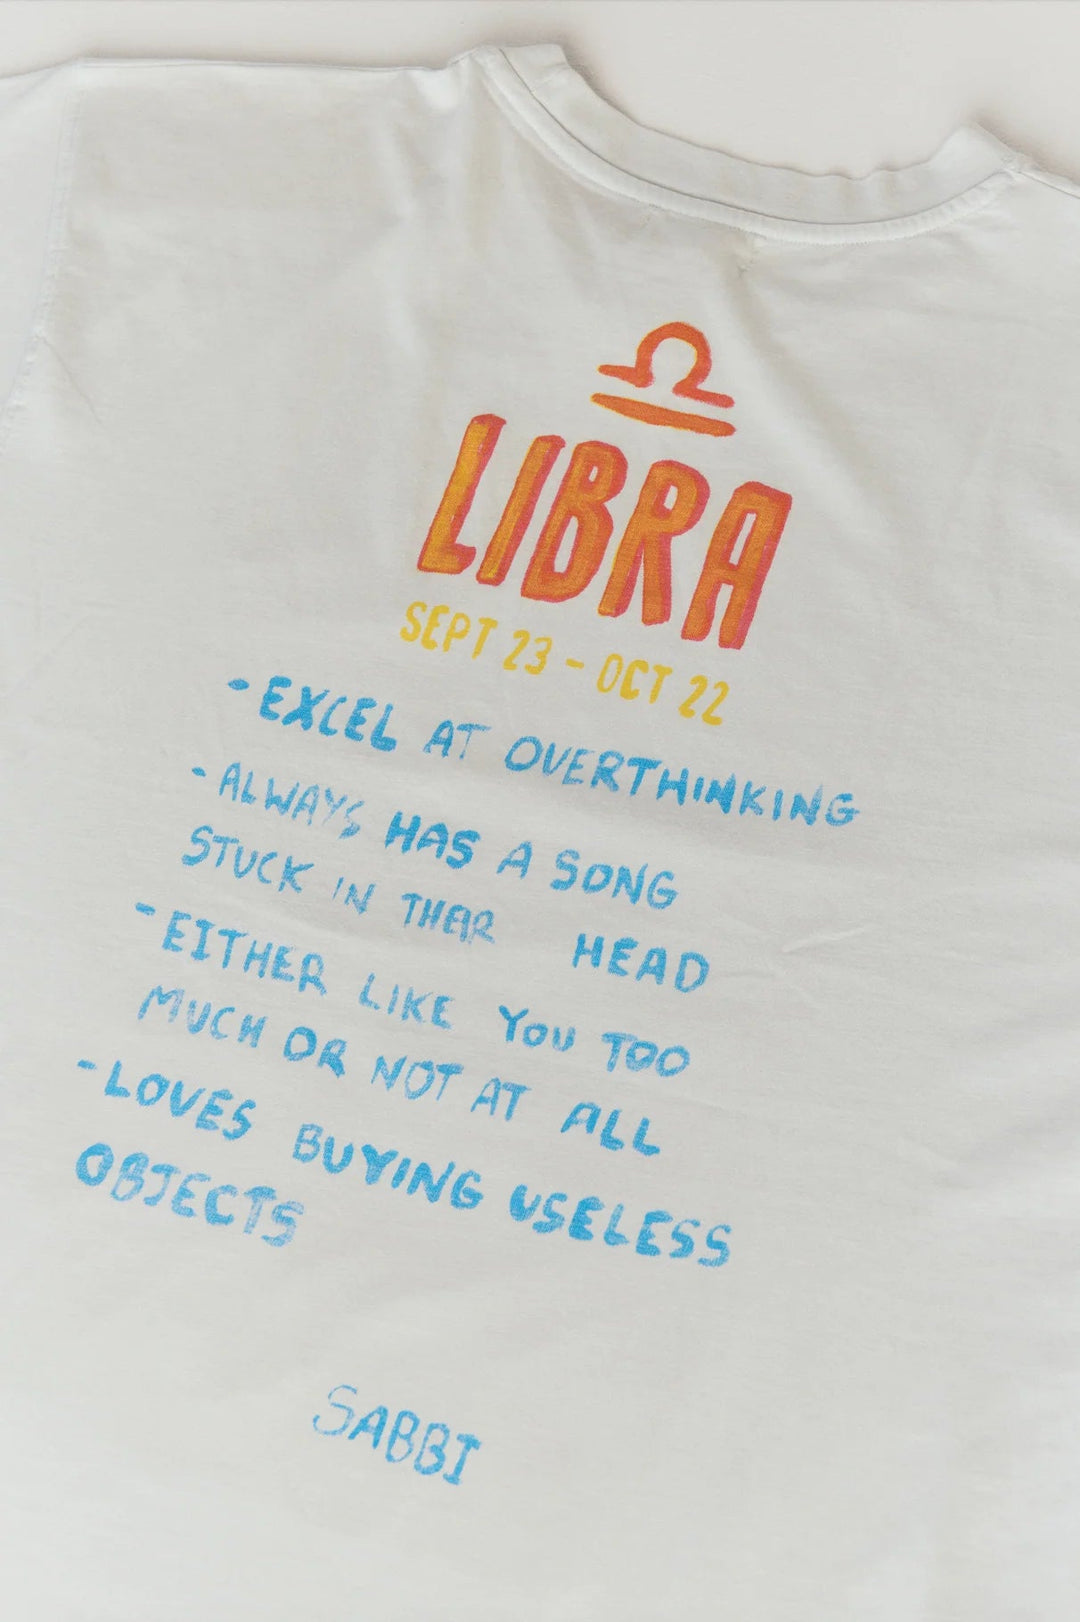 LIBRA
SEPT 23 - OCT 22
- EXCEL AT OVERTHINKING
- ALWAYS HAS A SONG
STUCK IN THEIR HEAD
- EITHER LIKE YOU TOO
MUCH OR NOT AT ALL
- LOVES BUYING USELESS
OBJECTS
SABBI